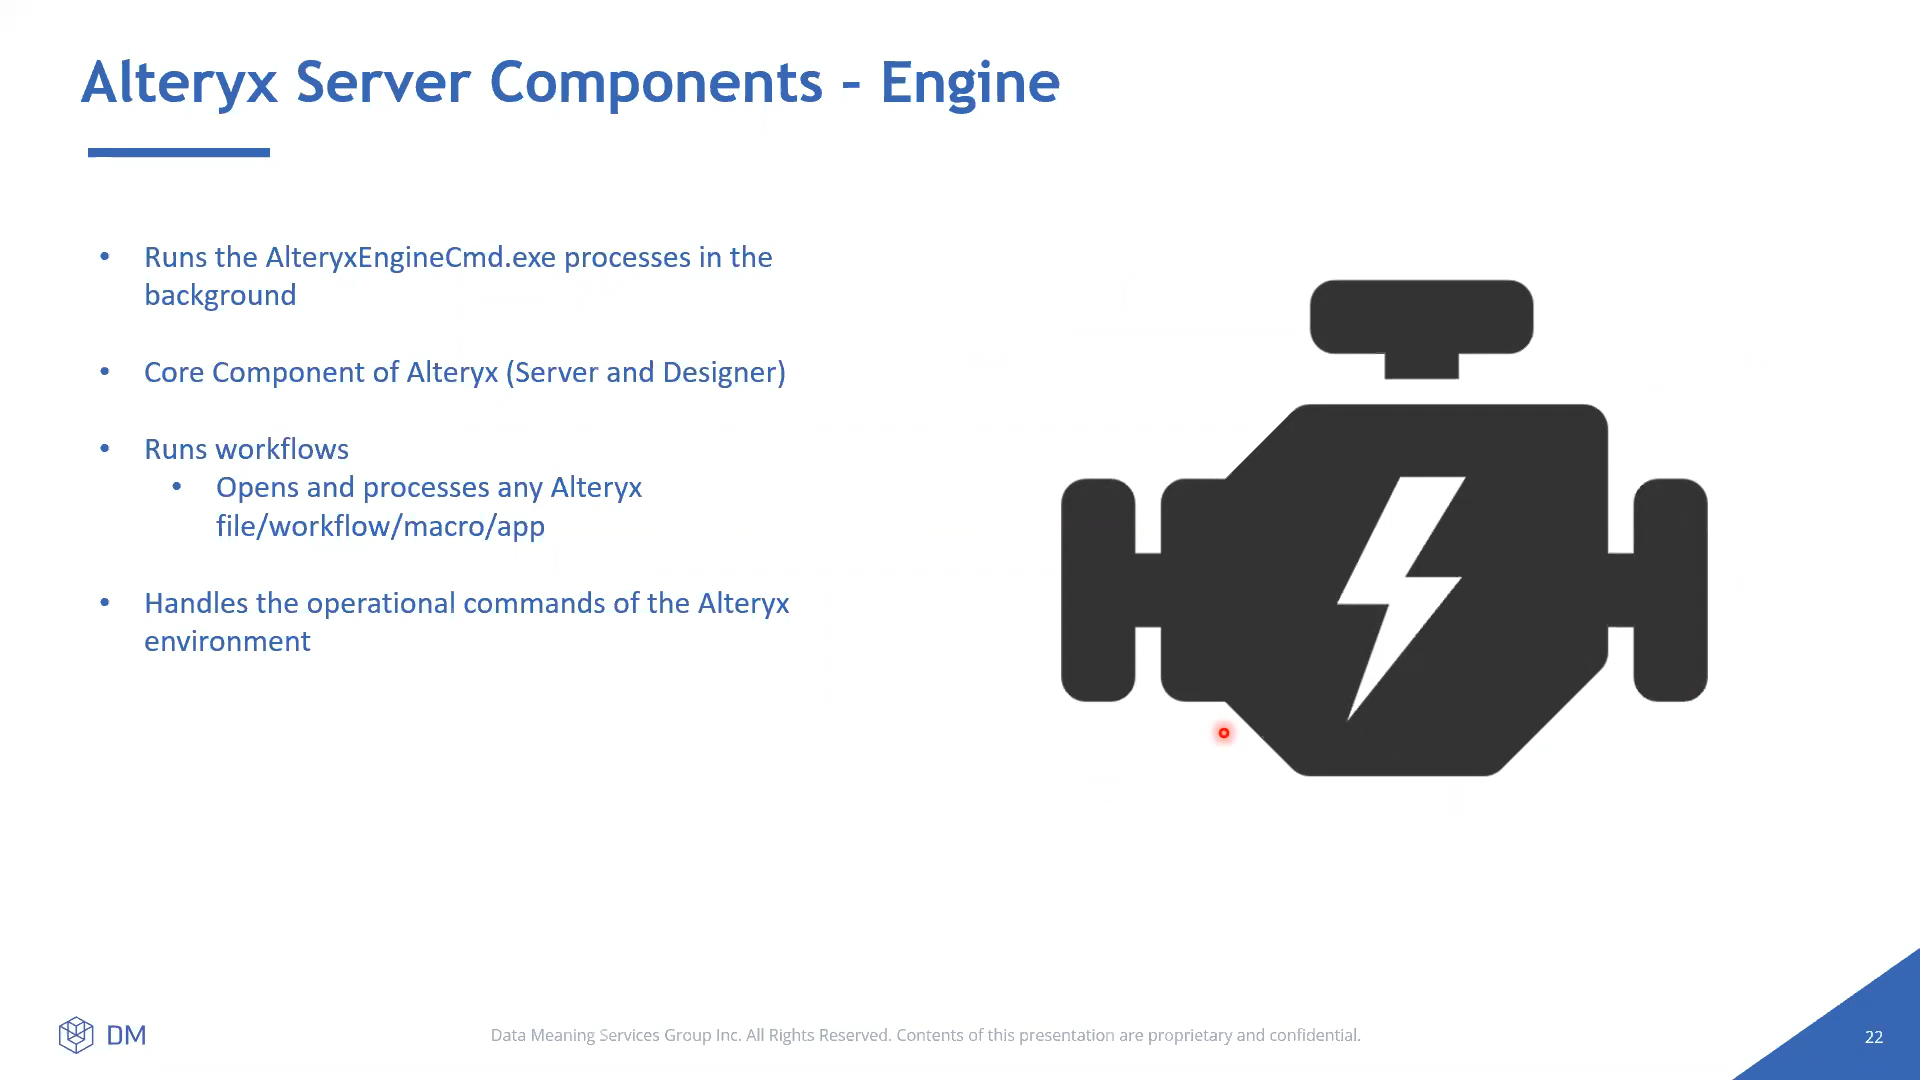 Alteryx Server Components – Engine
• Runs the AlteryxEngineCmd.exe processes in the
background
• Core Component of Alteryx (Server and Designer)
• Runs workflows
• Opens and processes any Alteryx
file/workflow/macro/app
• Handles the operational commands of the Alteryx
environment
DM
Data Meaning Services Group Inc. All Rights Reserved. Contents of this presentation are proprietary and confidential.
22